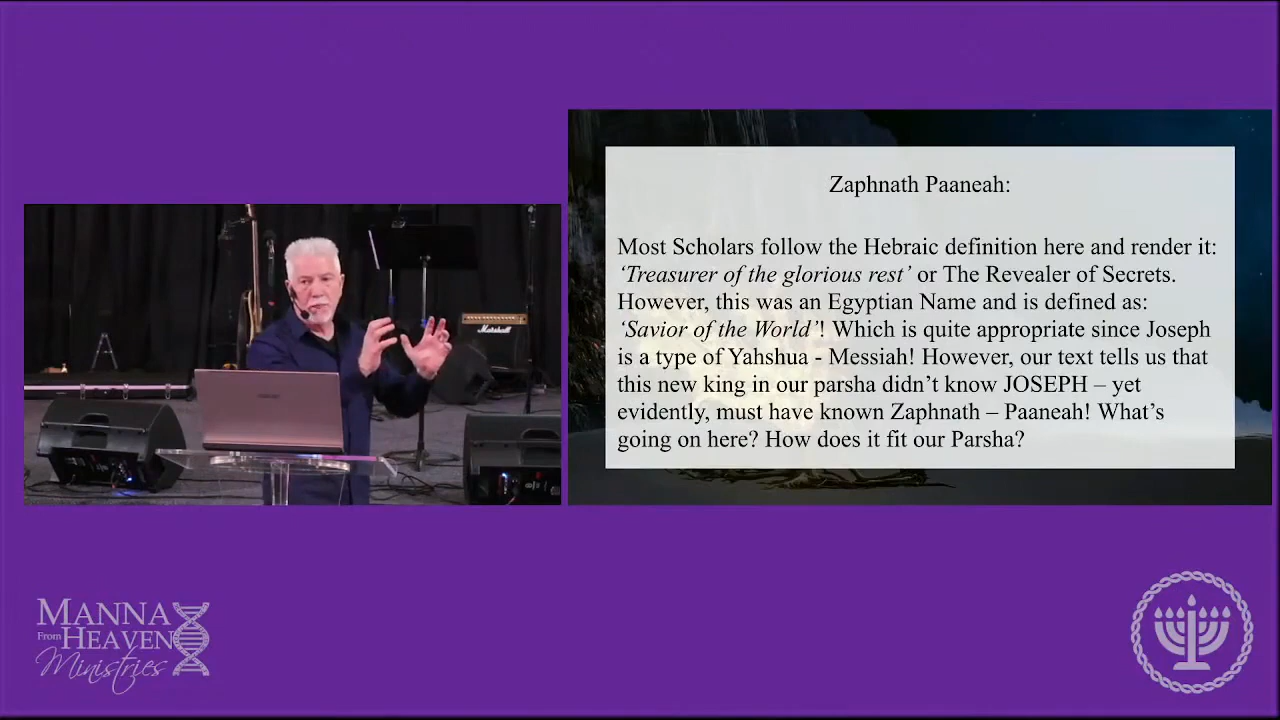 Zaphnath Paaneah:
Most Scholars follow the Hebraic definition here and render it:
‘Treasurer of the glorious rest’ or The Revealer of Secrets.
However, this was an Egyptian Name and is defined as:
‘Savior of the World’! Which is quite appropriate since Joseph
is a type of Yahshua - Messiah! However, our text tells us that
this new king in our parsha didn’t know JOSEPH – yet
evidently, must have known Zaphnath – Paaneah! What’s
going on here? How does it fit our Parsha?
Marshall
MANNA
From HEAVEN
Ministries